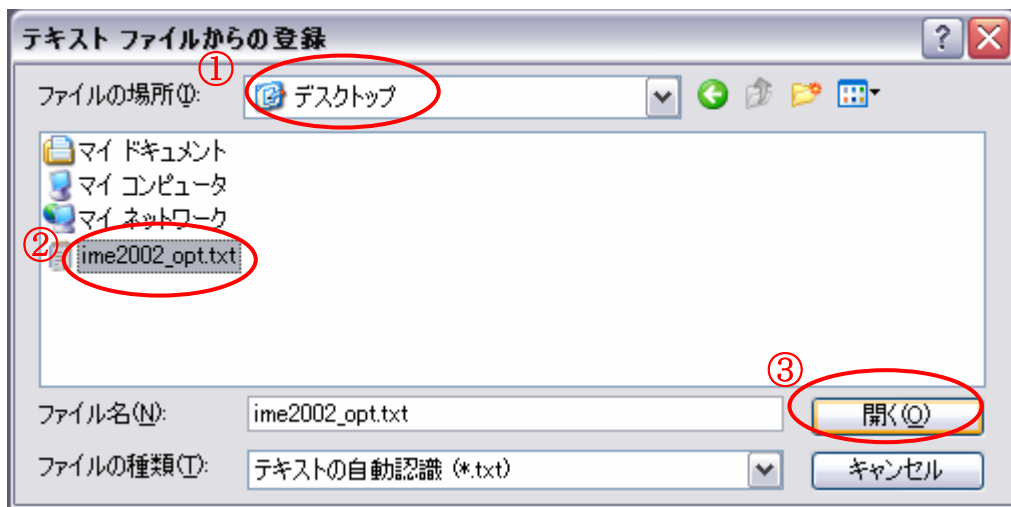 テキスト ファイルからの登録
①
ファイルの場所(I): デスクトップ
マイ ドキュメント
マイ コンピュータ
マイ ネットワーク
② ime2002_opt.txt
③
ファイル名(N): ime2002_opt.txt 開く(O)
ファイルの種類(T): テキストの自動認識 (*.txt) キャンセル